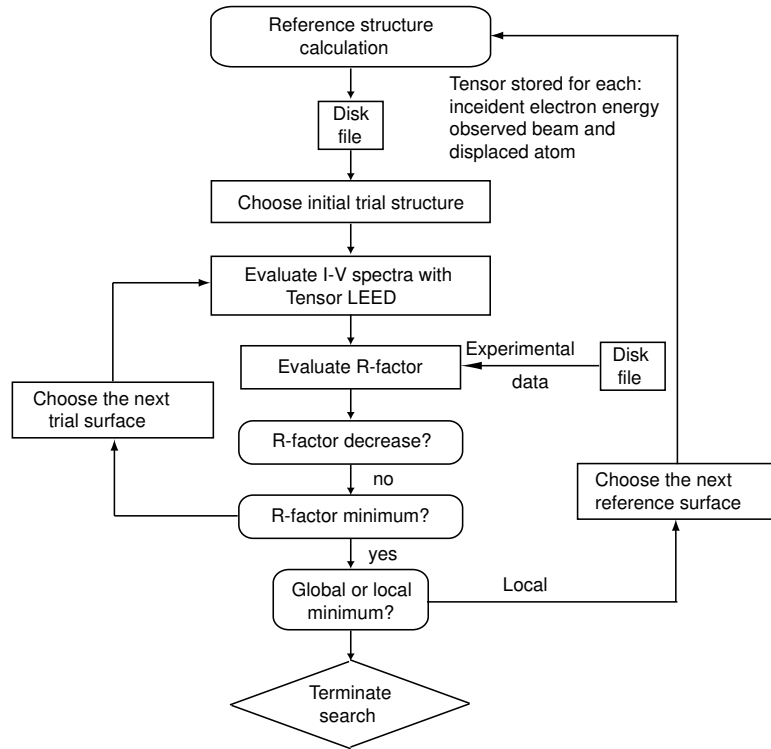 Reference structure
calculation
Tensor stored for each:
inceident electron energy
observed beam and
displaced atom
Disk
file
Choose initial trial structure
Evaluate I-V spectra with
Tensor LEED
Experimental
data
Disk
file
Evaluate R-factor
Choose the next
trial surface
R-factor decrease?
no
Choose the next
reference surface
R-factor minimum?
yes
Global or local
minimum?
Local
Terminate
search